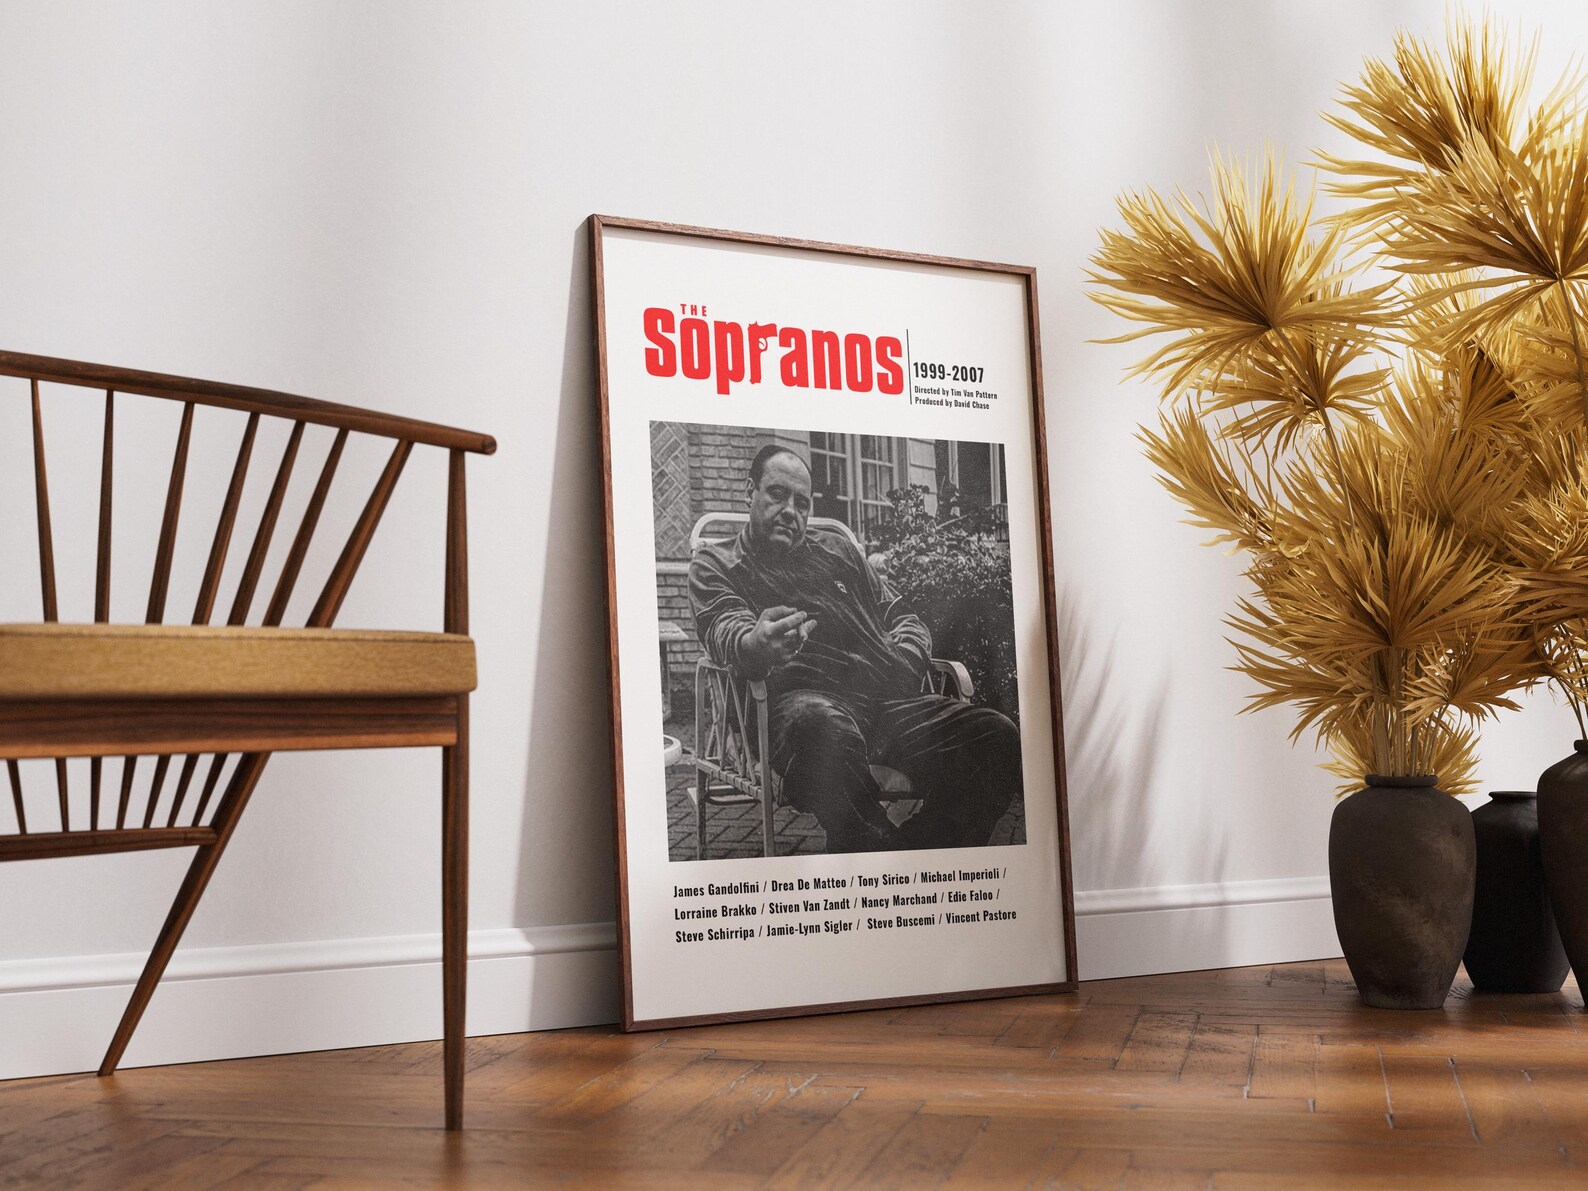 THE
Sopranos
1999-2007
Directed by Tim Van Pattern
Produced by David Chase
James Gandolfini / Drea De Matteo / Tony Sirico / Michael Imperioli /
Lorraine Brakko / Stiven Van Zandt / Nancy Marchand / Edie Faloo /
Steve Schirripa / Jamie-Lynn Sigler / Steve Buscemi / Vincent Pastore